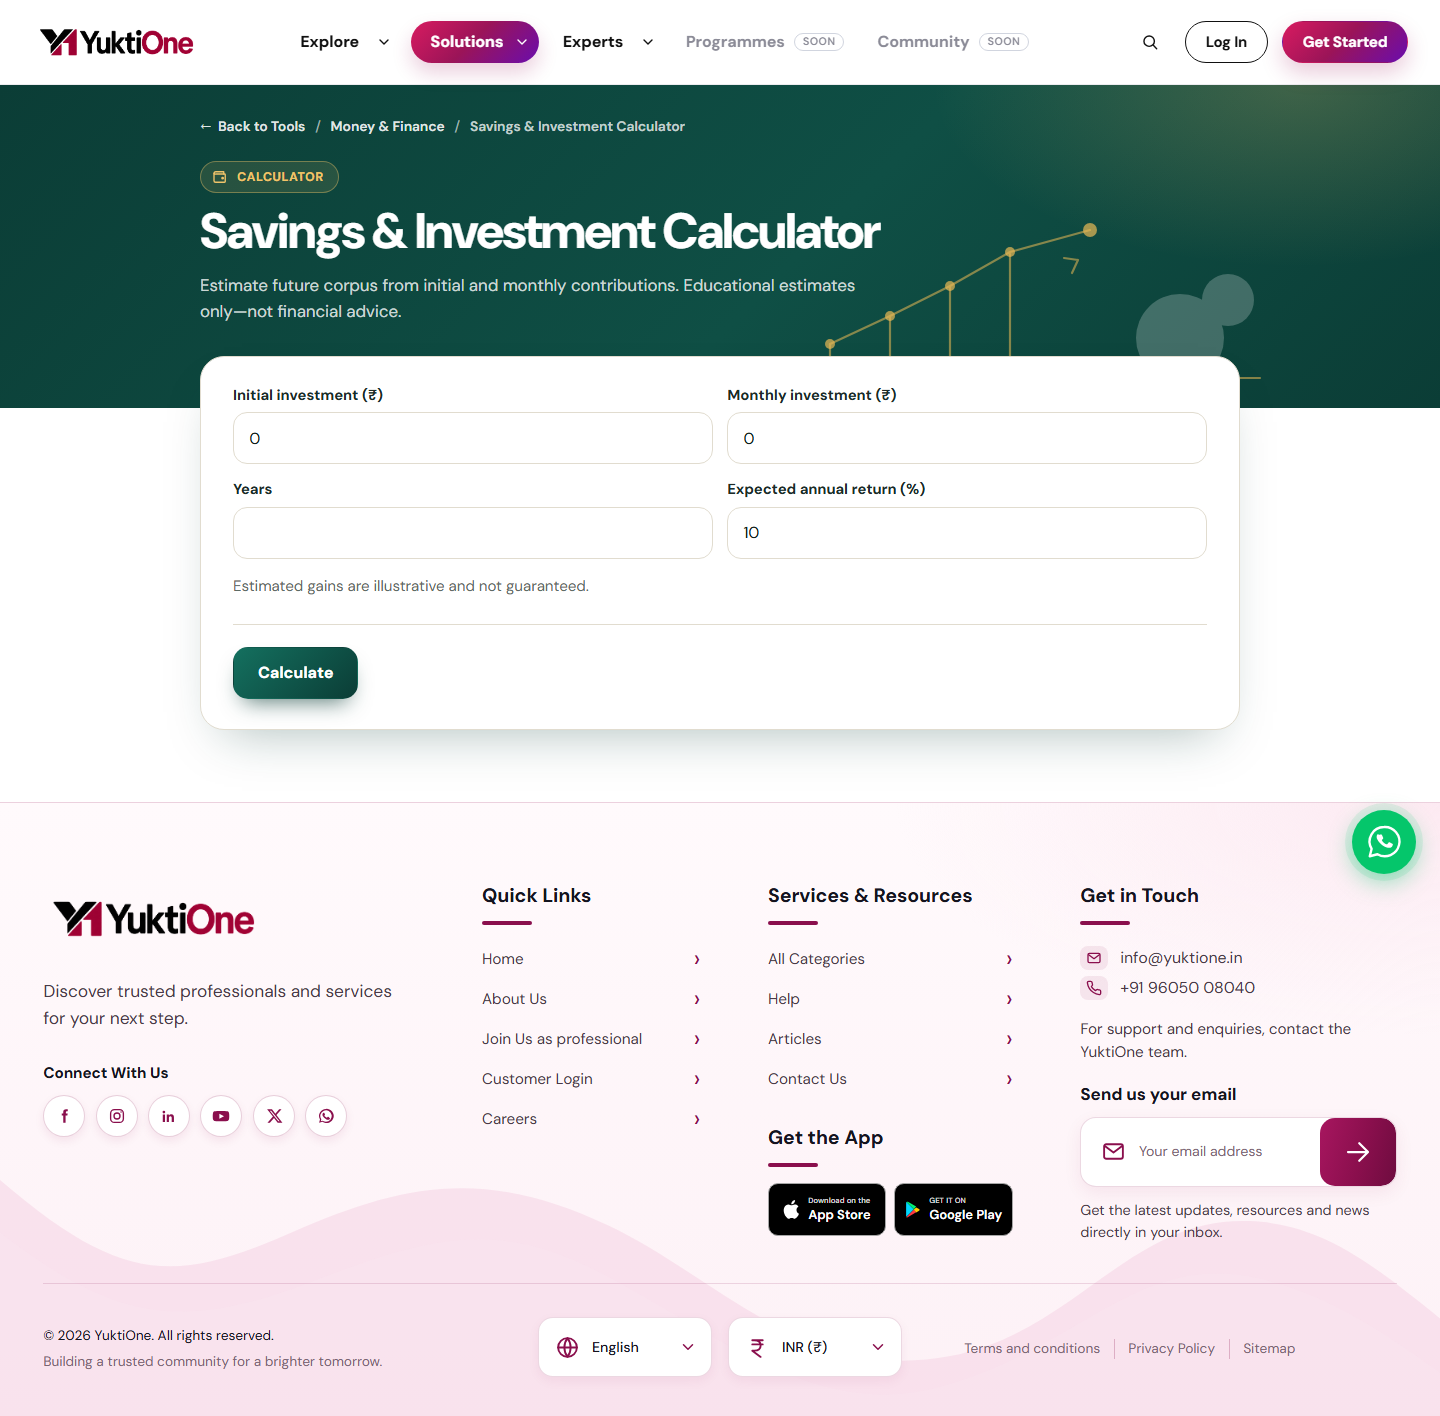 YuktiOne
Explore
Solutions
Experts
Programmes SOON
Community SOON
Log In
Get Started
← Back to Tools / Money & Finance / Savings & Investment Calculator
CALCULATOR
Savings & Investment Calculator
Estimate future corpus from initial and monthly contributions. Educational estimates
only—not financial advice.
Initial investment (₹)
0
Monthly investment (₹)
0
Years
Expected annual return (%)
10
Estimated gains are illustrative and not guaranteed.
Calculate
YuktiOne
Discover trusted professionals and services
for your next step.
Connect With Us
Quick Links
Home
About Us
Join Us as professional
Customer Login
Careers
Services & Resources
All Categories
Help
Articles
Contact Us
Get the App
Download on the
App Store
GET IT ON
Google Play
Get in Touch
info@yuktione.in
+91 96050 08040
For support and enquiries, contact the
YuktiOne team.
Send us your email
Your email address
Get the latest updates, resources and news
directly in your inbox.
© 2026 YuktiOne. All rights reserved.
Building a trusted community for a brighter tomorrow.
English
₹ INR (₹)
Terms and conditions
Privacy Policy
Sitemap